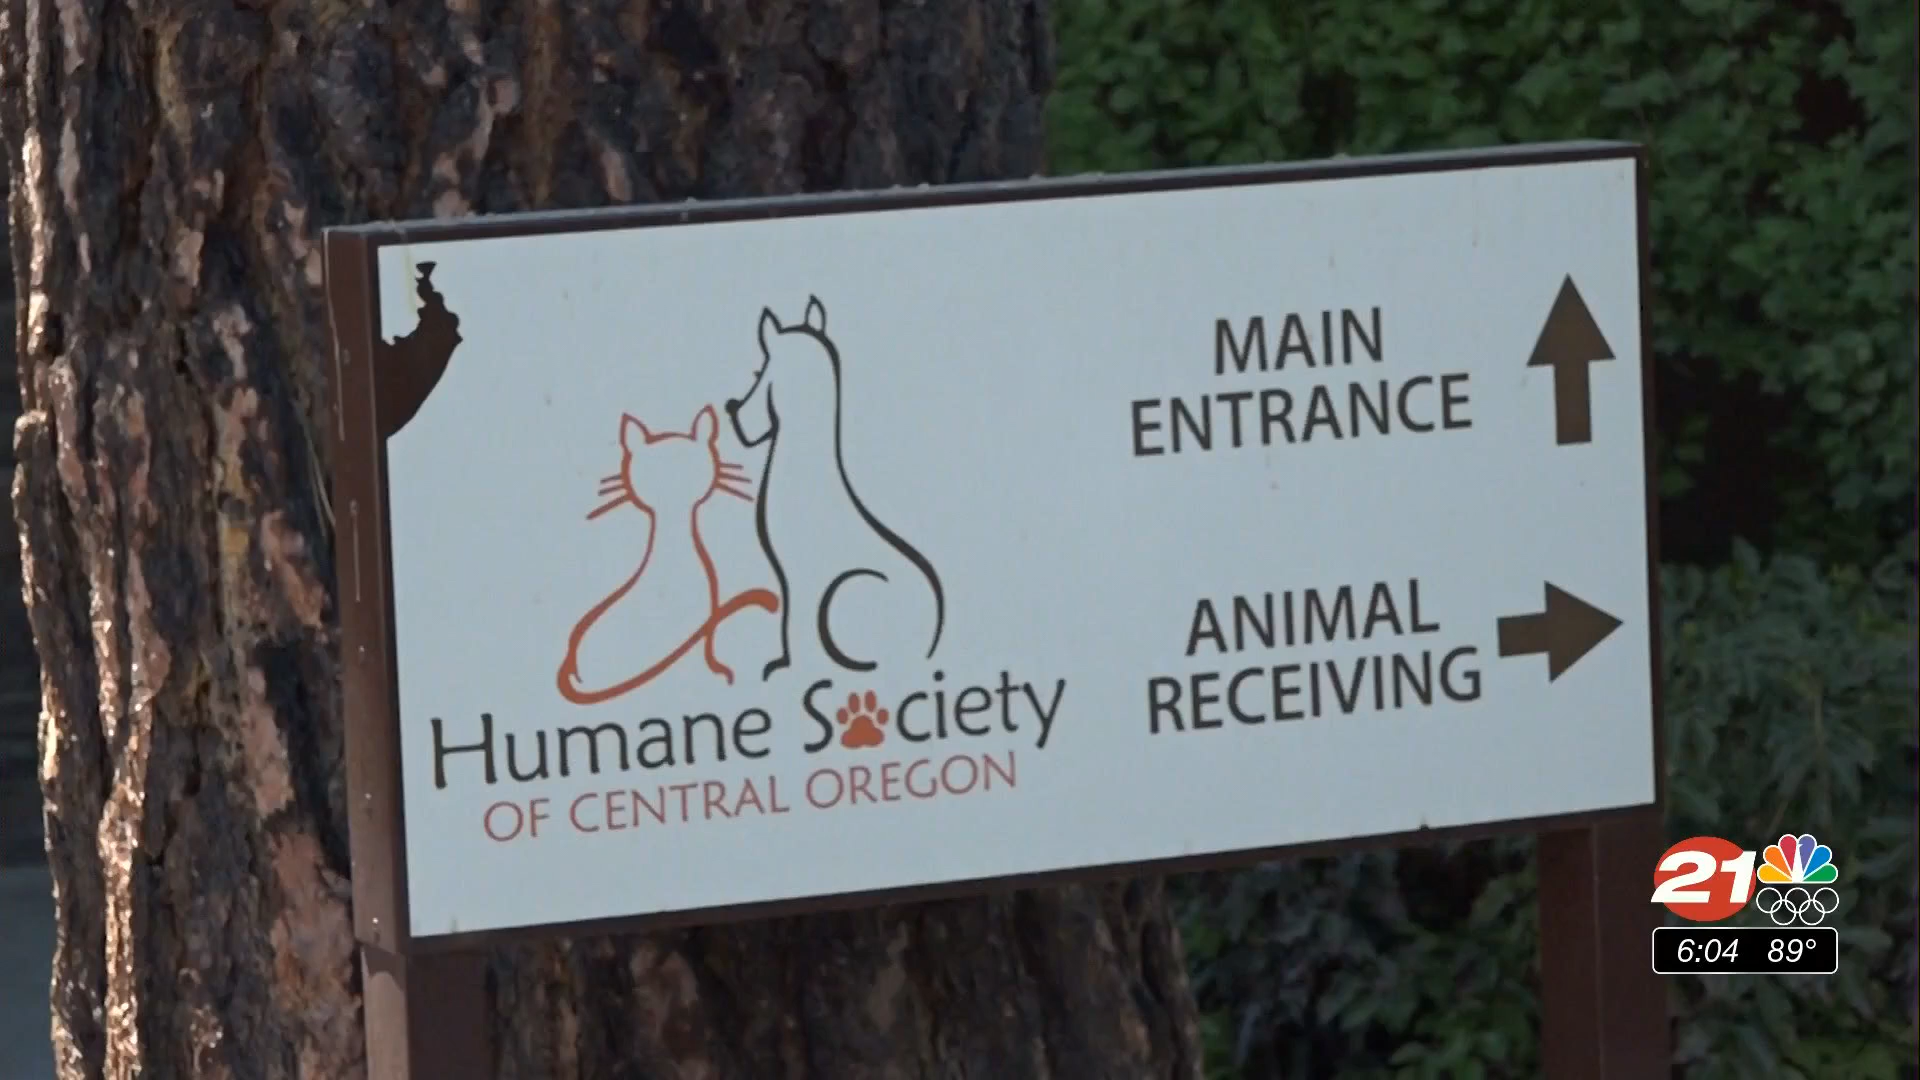 MAIN
ENTRANCE
ANIMAL
RECEIVING
Humane Society
OF CENTRAL OREGON
21
6:04 89°